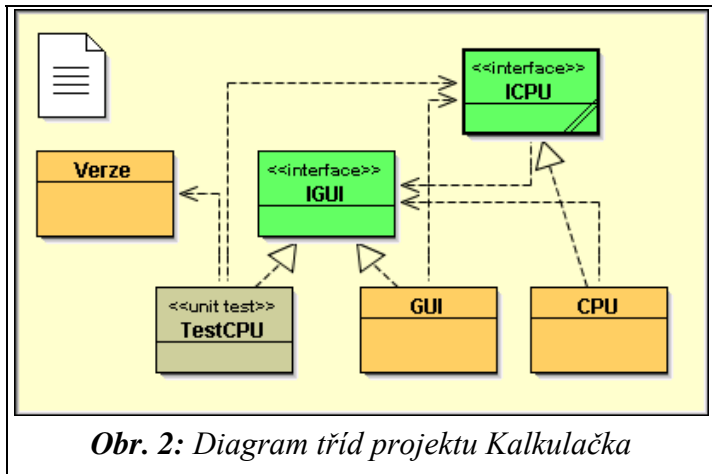 <<interface>>
ICPU
Verze
<<interface>>
IGUI
<<unit test>>
TestCPU
GUI
CPU
Obr. 2: Diagram tříd projektu Kalkulačka